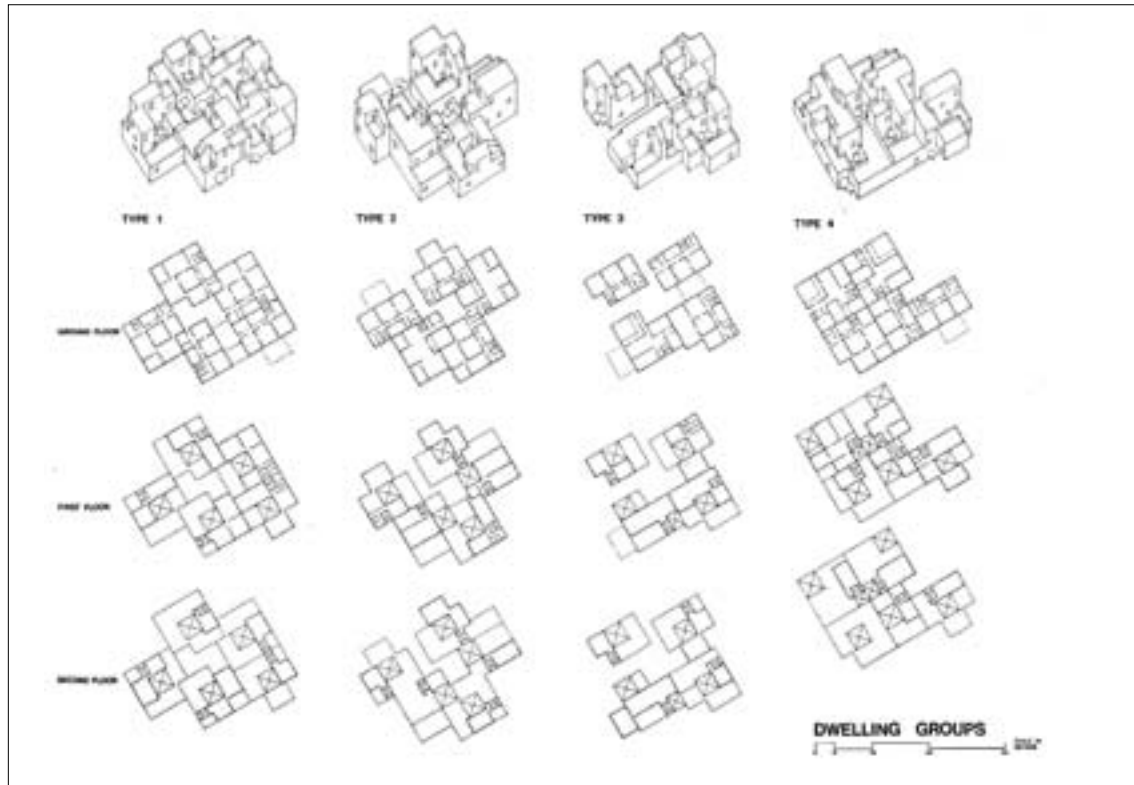 TYPE 1
TYPE 2
TYPE 3
TYPE 4
GROUND FLOOR
FIRST FLOOR
SECOND FLOOR
DWELLING GROUPS